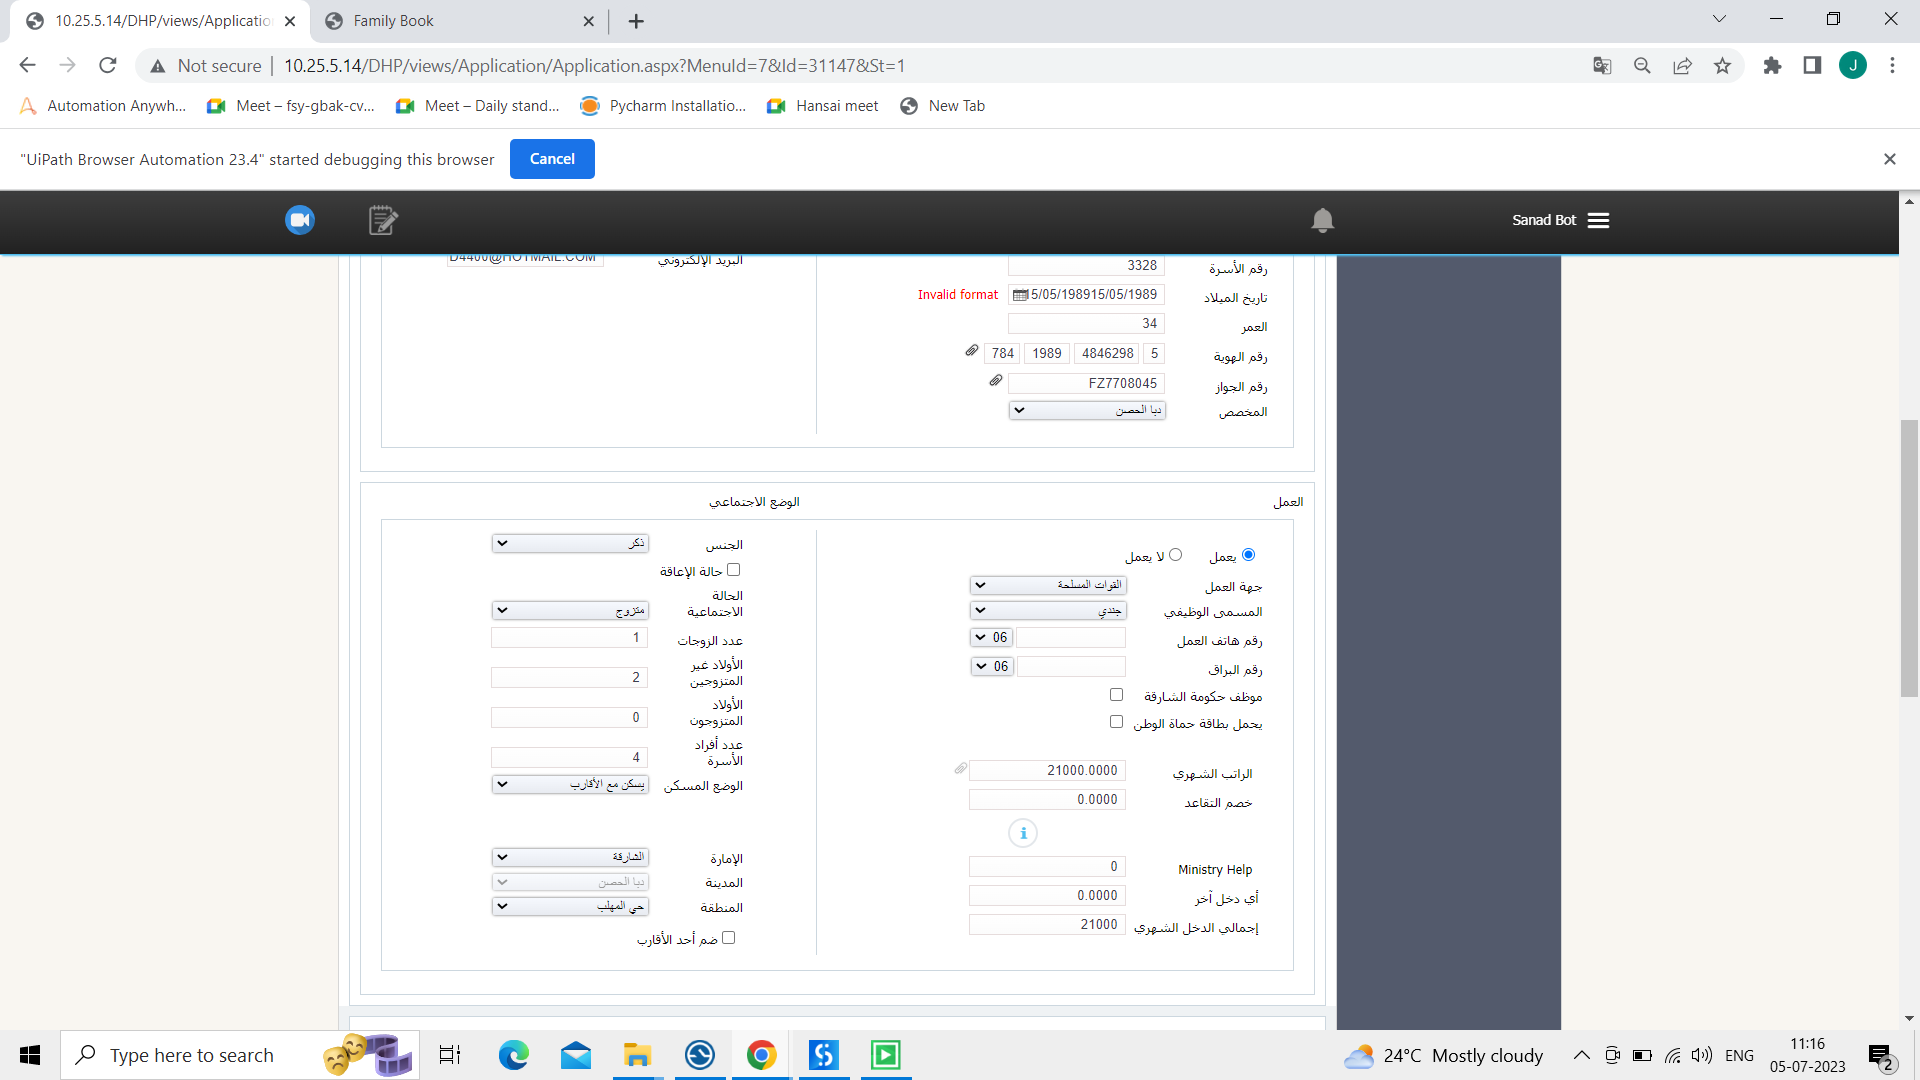 10.25.5.14/DHP/views/Applicatio
Family Book
Not secure
10.25.5.14/DHP/views/Application/Application.aspx?MenuId=7&Id=31147&St=1
J
Automation Anywh...
Meet – fsy-gbak-cv...
Meet – Daily stand...
Pycharm Installatio...
Hansai meet
New Tab
"UiPath Browser Automation 23.4" started debugging this browser
Cancel
Sanad Bot
رقم الأسرة 3328
تاريخ الميلاد 5/05/198915/05/1989 Invalid format
العمر 34
رقم الهوية 784 1989 4846298 5
رقم الجواز FZ7708045
المخصص دبا الحصن
البريد الإلكتروني D4400@HOTMAIL.COM
العمل
يعمل لا يعمل
جهة العمل القوات المسلحة
المسمى الوظيفي جندي
رقم هاتف العمل 06
رقم البراق 06
موظف حكومة الشارقة
يحمل بطاقة حماة الوطن
الراتب الشهري 21000.0000
خصم التقاعد 0.0000
Ministry Help 0
أي دخل آخر 0.0000
إجمالي الدخل الشهري 21000
الوضع الاجتماعي
الجنس ذكر
حالة الإعاقة
الحالة
الاجتماعية متزوج
عدد الزوجات 1
الأولاد غير
المتزوجين 2
الأولاد
المتزوجون 0
عدد أفراد
الأسرة 4
الوضع المسكن يسكن مع الأقارب
الإمارة الشارقة
المدينة دبا الحصن
المنطقة حي المهلب
ضم أحد الأقارب
Type here to search
24°C Mostly cloudy
ENG
11:16
05-07-2023
2